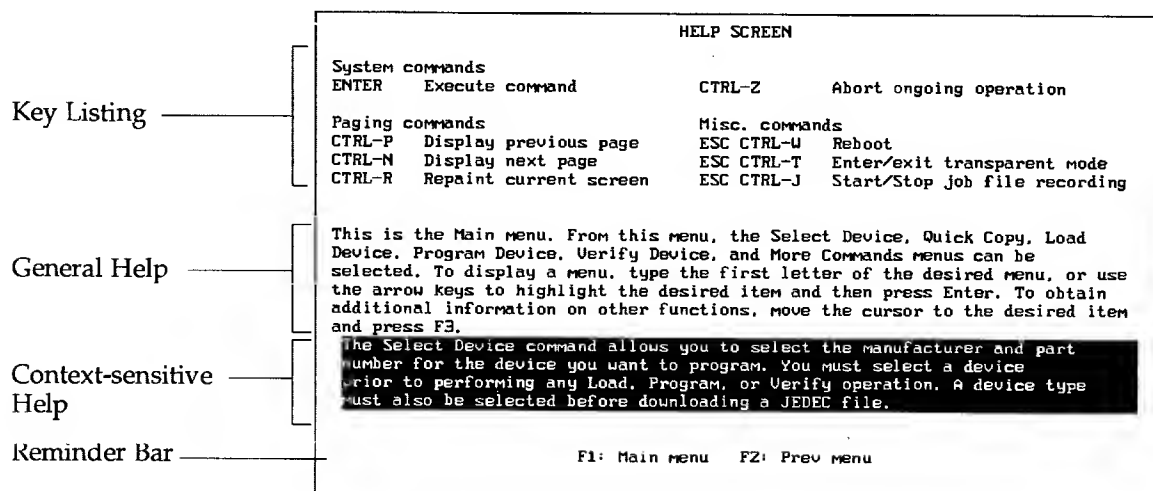 HELP SCREEN
System commands
ENTER Execute command CTRL-Z Abort ongoing operation
Key Listing
Paging commands Misc. commands
CTRL-P Display previous page ESC CTRL-W Reboot
CTRL-N Display next page ESC CTRL-T Enter/exit transparent mode
CTRL-R Repaint current screen ESC CTRL-J Start/Stop job file recording
General Help
This is the Main menu. From this menu, the Select Device, Quick Copy, Load
Device, Program Device, Verify Device, and More Commands menus can be
selected. To display a menu, type the first letter of the desired menu, or use
the arrow keys to highlight the desired item and then press Enter. To obtain
additional information on other functions, move the cursor to the desired item
and press F3.
Context-sensitive
Help
The Select Device command allows you to select the manufacturer and part
number for the device you want to program. You must select a device
prior to performing any Load, Program, or Verify operation. A device type
must also be selected before downloading a JEDEC file.
Reminder Bar
F1: Main menu F2: Prev menu